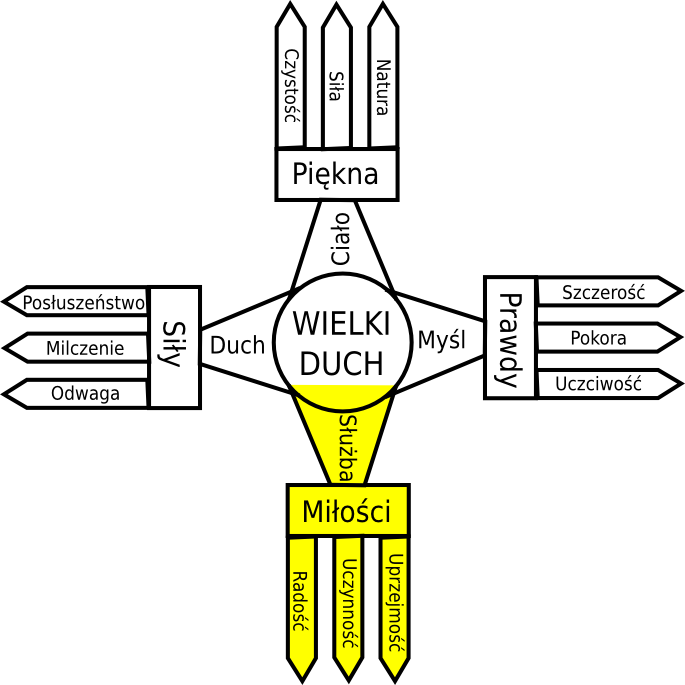 Czystość
Siła
Natura
Piękna
Ciało
Posłuszeństwo
Milczenie
Odwaga
Siły
Duch
WIELKI
DUCH
Myśl
Prawdy
Szczerość
Pokora
Uczciwość
Służba
Miłości
Radość
Uczynność
Uprzejmość